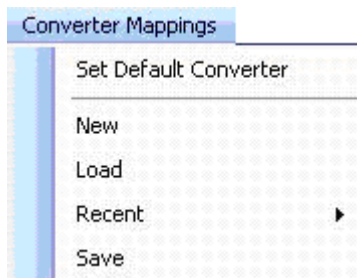 Converter Mappings
Set Default Converter
New
Load
Recent
Save